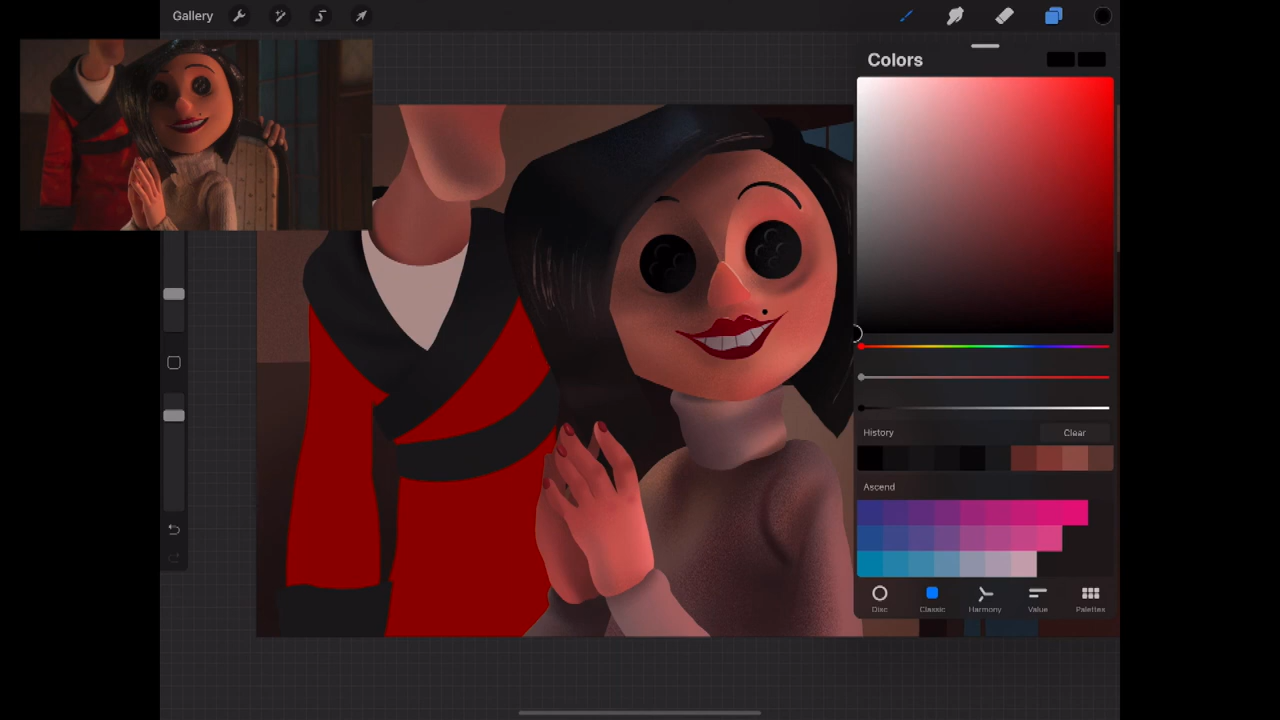 Gallery
Colors
History
Clear
Ascend
Disc
Classic
Harmony
Value
Palettes